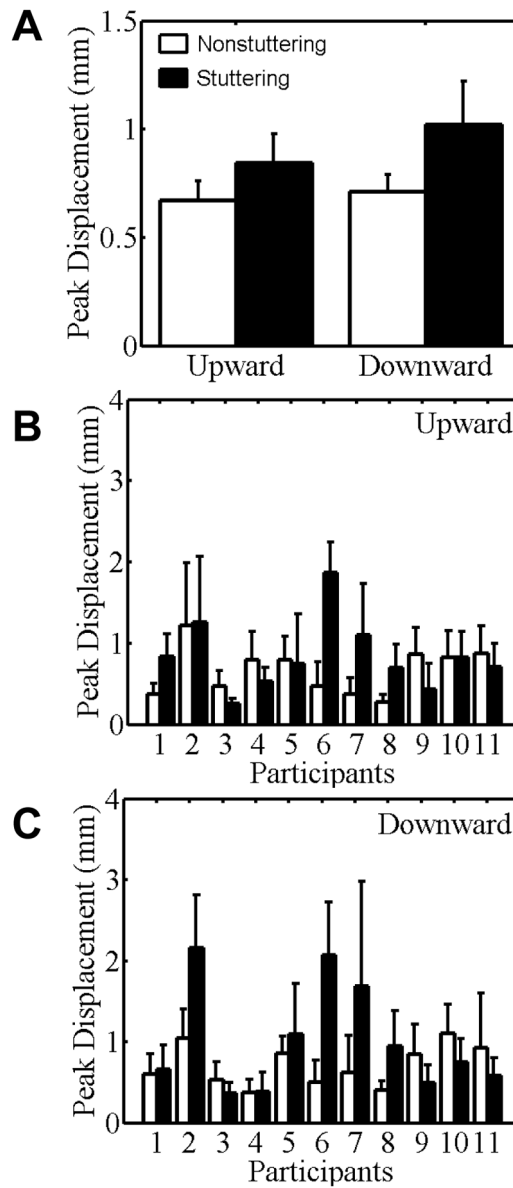 A
Peak Displacement (mm)
1.5
1
0.5
0
Nonstuttering
Stuttering
Upward Downward
B
Peak Displacement (mm)
4
3
2
1
0
Upward
1 2 3 4 5 6 7 8 9 10 11
Participants
C
Peak Displacement (mm)
4
3
2
1
0
Downward
1 2 3 4 5 6 7 8 9 10 11
Participants